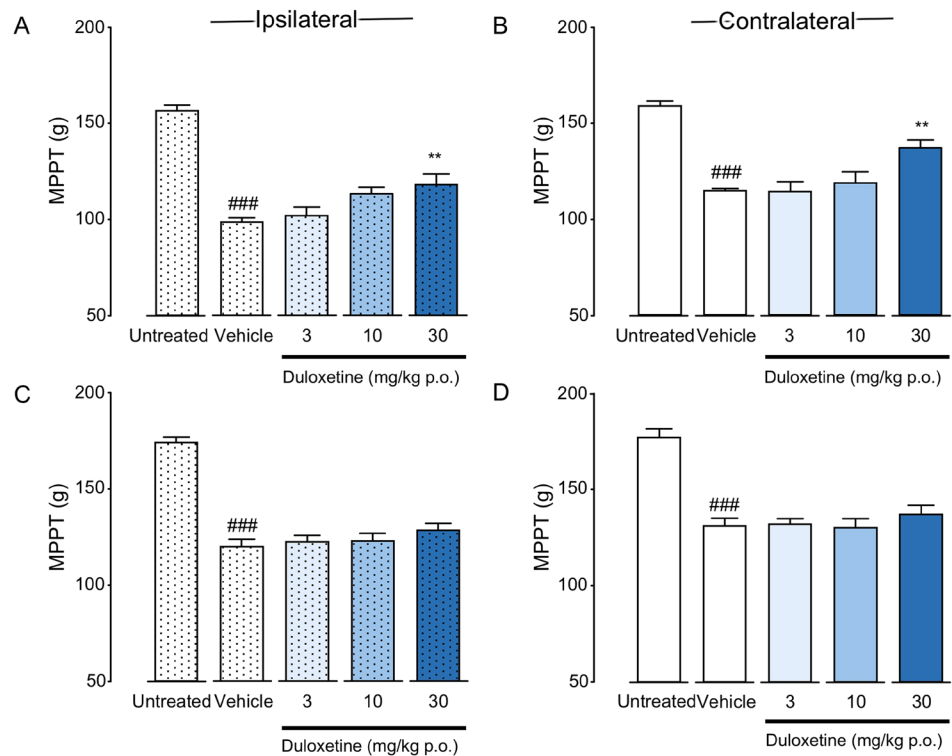 Ipsilateral
Contralateral
A
200
150
100
50
MPPT (g)
###
**
Untreated Vehicle 3 10 30
Duloxetine (mg/kg p.o.)
B
200
150
100
50
MPPT (g)
###
**
Untreated Vehicle 3 10 30
Duloxetine (mg/kg p.o.)
C
200
150
100
50
MPPT (g)
###
Untreated Vehicle 3 10 30
Duloxetine (mg/kg p.o.)
D
200
150
100
50
MPPT (g)
###
Untreated Vehicle 3 10 30
Duloxetine (mg/kg p.o.)